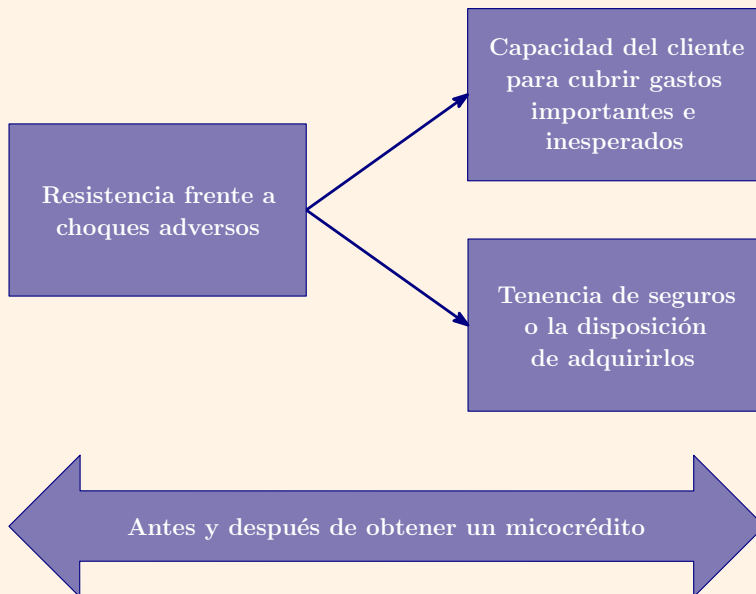 Capacidad del cliente
para cubrir gastos
importantes e
inesperados
Resistencia frente a
choques adversos
Tenencia de seguros
o la disposición
de adquirirlos
Antes y después de obtener un micocrédito